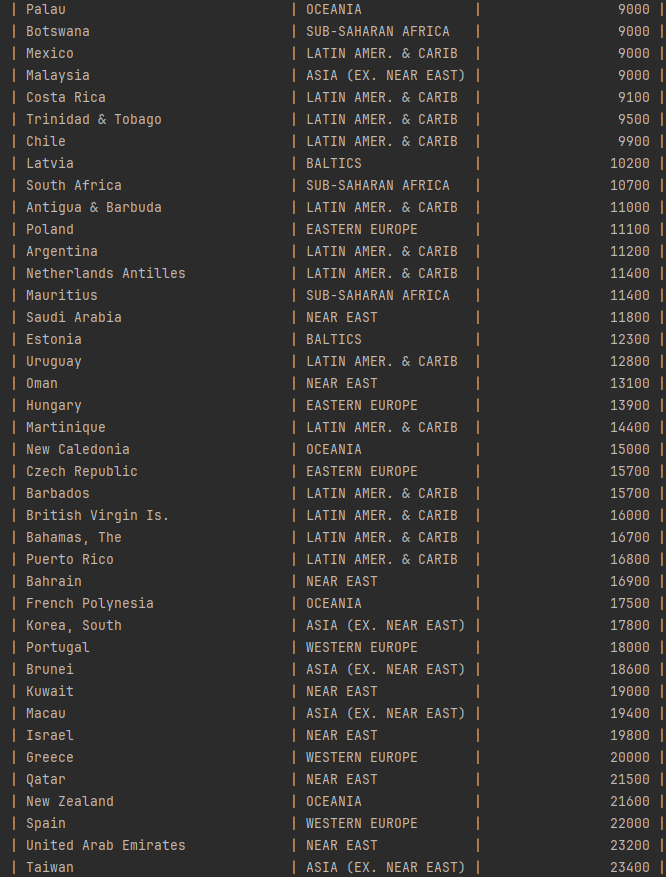 | Palau | OCEANIA | 9000 |
| Botswana | SUB-SAHARAN AFRICA | 9000 |
| Mexico | LATIN AMER. & CARIB | 9000 |
| Malaysia | ASIA (EX. NEAR EAST) | 9000 |
| Costa Rica | LATIN AMER. & CARIB | 9100 |
| Trinidad & Tobago | LATIN AMER. & CARIB | 9500 |
| Chile | LATIN AMER. & CARIB | 9900 |
| Latvia | BALTICS | 10200 |
| South Africa | SUB-SAHARAN AFRICA | 10700 |
| Antigua & Barbuda | LATIN AMER. & CARIB | 11000 |
| Poland | EASTERN EUROPE | 11100 |
| Argentina | LATIN AMER. & CARIB | 11200 |
| Netherlands Antilles | LATIN AMER. & CARIB | 11400 |
| Mauritius | SUB-SAHARAN AFRICA | 11400 |
| Saudi Arabia | NEAR EAST | 11800 |
| Estonia | BALTICS | 12300 |
| Uruguay | LATIN AMER. & CARIB | 12800 |
| Oman | NEAR EAST | 13100 |
| Hungary | EASTERN EUROPE | 13900 |
| Martinique | LATIN AMER. & CARIB | 14400 |
| New Caledonia | OCEANIA | 15000 |
| Czech Republic | EASTERN EUROPE | 15700 |
| Barbados | LATIN AMER. & CARIB | 15700 |
| British Virgin Is. | LATIN AMER. & CARIB | 16000 |
| Bahamas, The | LATIN AMER. & CARIB | 16700 |
| Puerto Rico | LATIN AMER. & CARIB | 16800 |
| Bahrain | NEAR EAST | 16900 |
| French Polynesia | OCEANIA | 17500 |
| Korea, South | ASIA (EX. NEAR EAST) | 17800 |
| Portugal | WESTERN EUROPE | 18000 |
| Brunei | ASIA (EX. NEAR EAST) | 18600 |
| Kuwait | NEAR EAST | 19000 |
| Macau | ASIA (EX. NEAR EAST) | 19400 |
| Israel | NEAR EAST | 19800 |
| Greece | WESTERN EUROPE | 20000 |
| Qatar | NEAR EAST | 21500 |
| New Zealand | OCEANIA | 21600 |
| Spain | WESTERN EUROPE | 22000 |
| United Arab Emirates | NEAR EAST | 23200 |
| Taiwan | ASIA (EX. NEAR EAST) | 23400 |